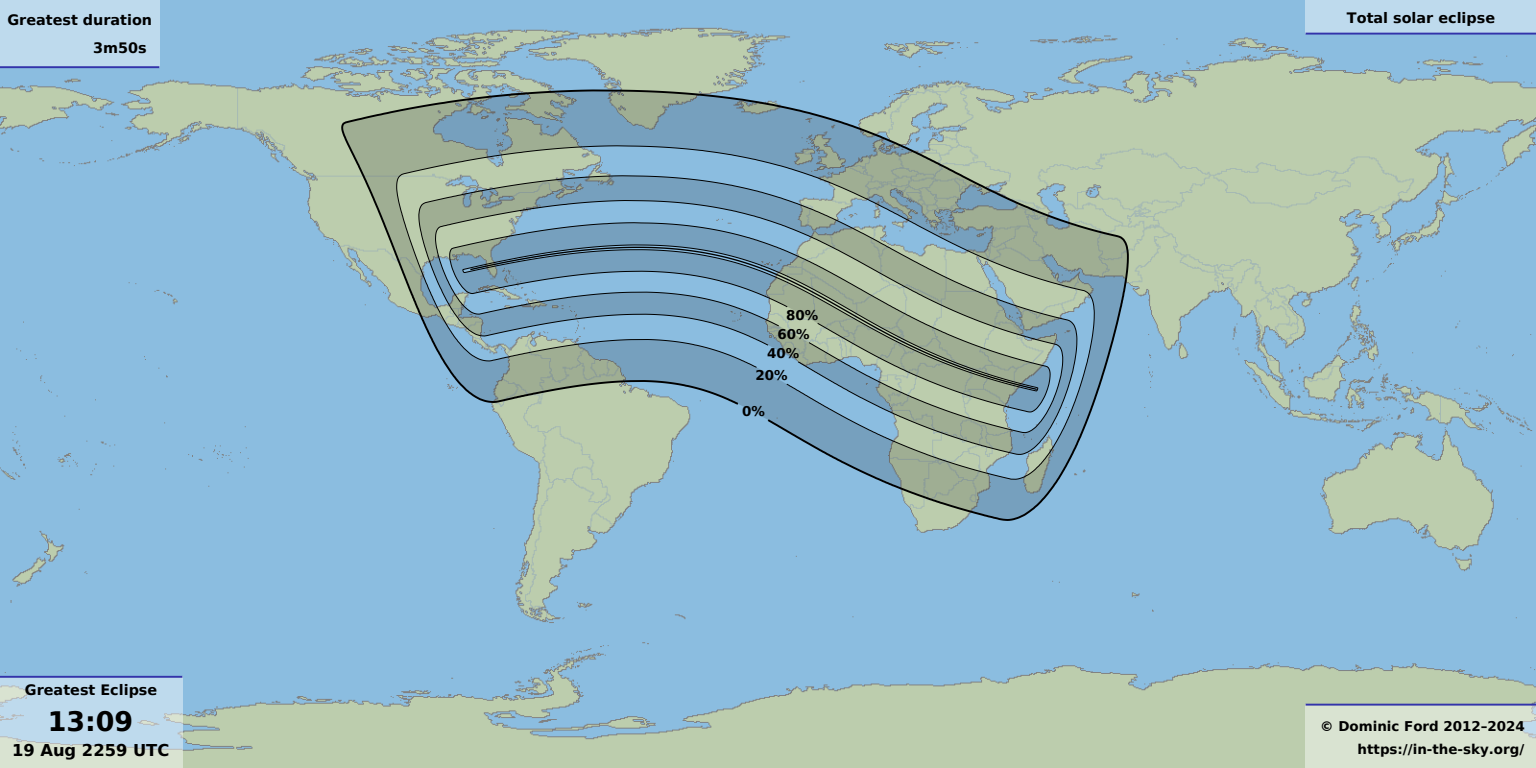 Greatest duration
3m50s
Total solar eclipse
80%
60%
40%
20%
0%
Greatest Eclipse
13:09
19 Aug 2259 UTC
© Dominic Ford 2012–2024
https://in-the-sky.org/